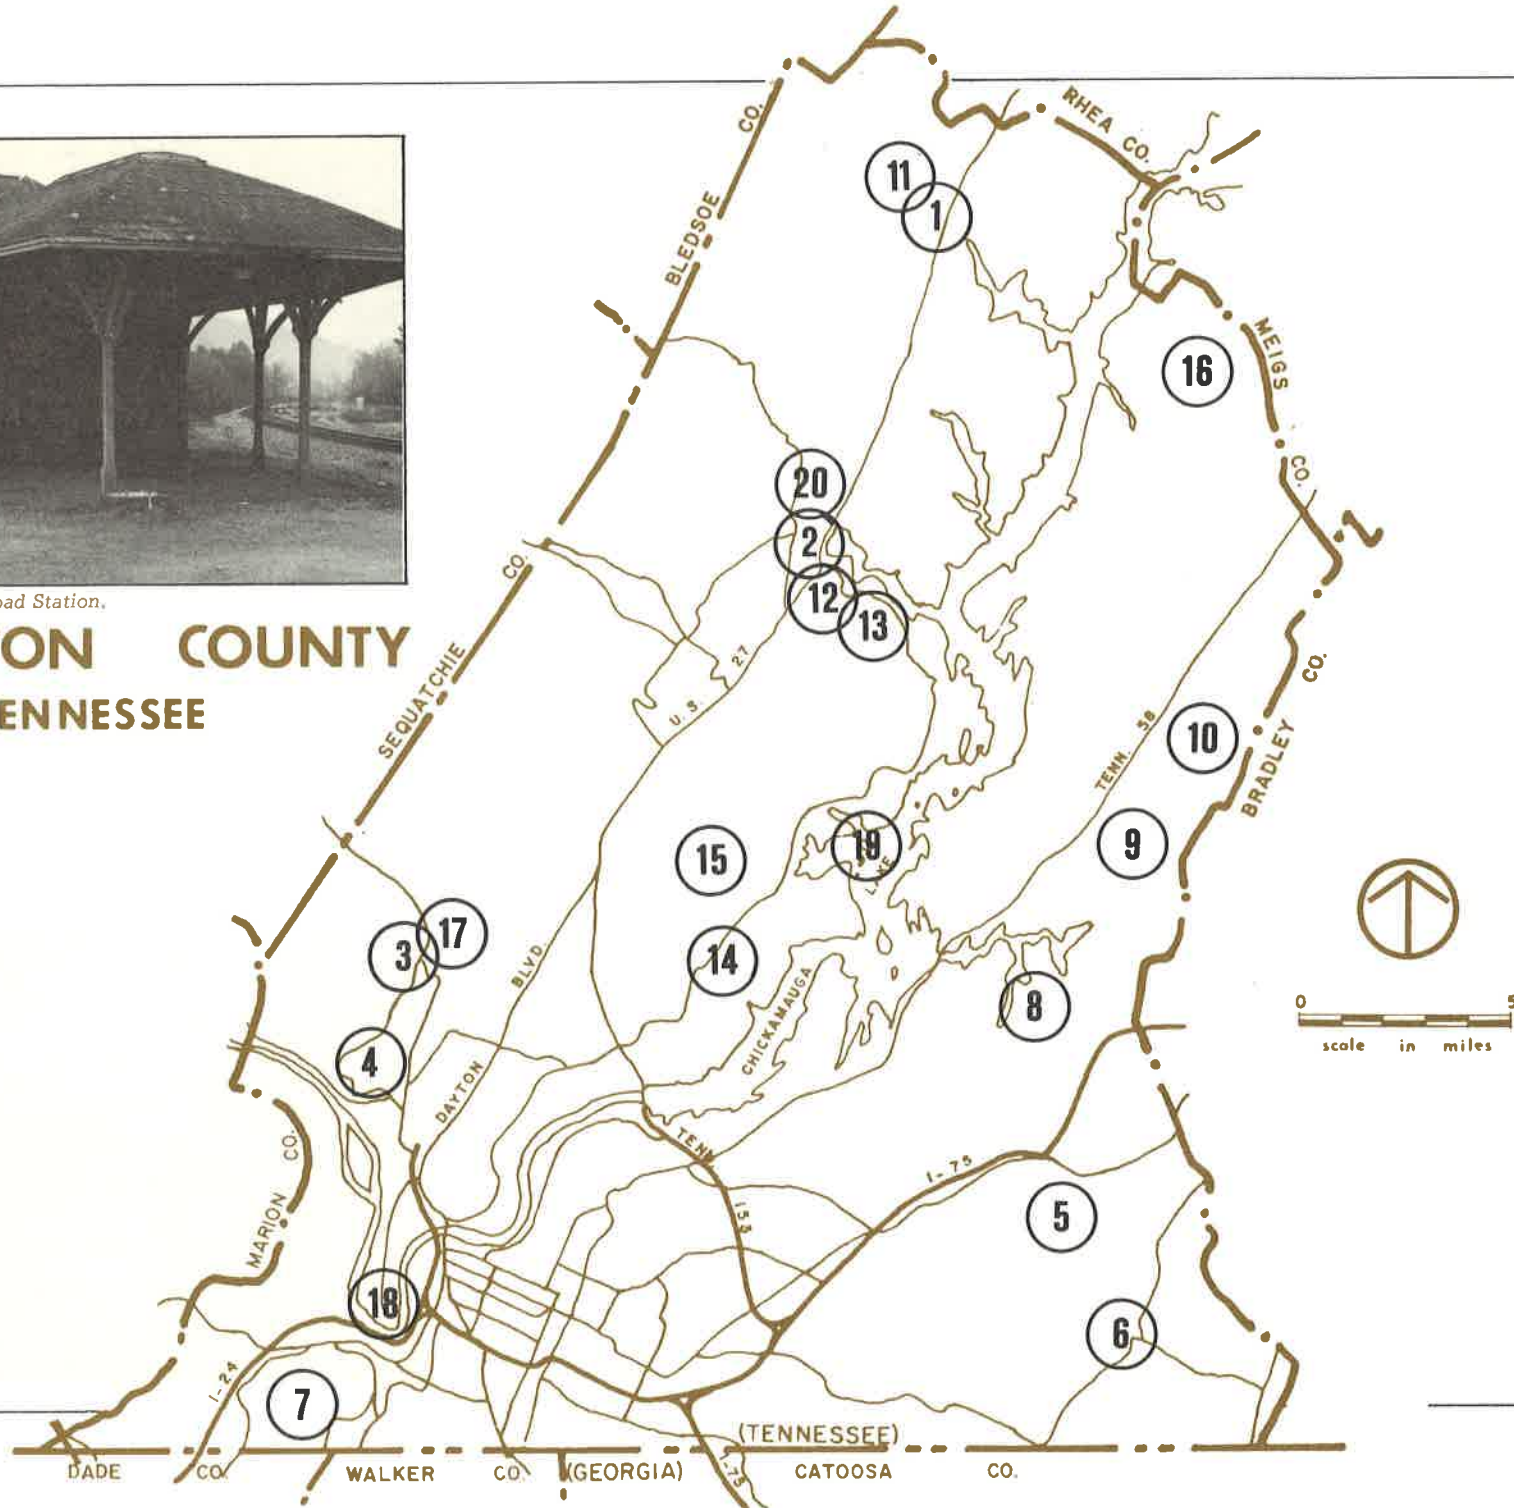 RHEA CO.
BLEDSOE CO.
11
1
16
MEIGS CO.
20
2
12
13
SEQUATCHIE CO.
U.S. 27
oad Station.
ON COUNTY
ENNESSEE
TENN. 58
10
BRADLEY CO.
9
15
19
LAKE
17
3
14
BLVD.
DAYTON
CHICKAMAUGA
8
0 5
scale in miles
4
MARION CO.
TENN. 153
I-75
5
18
6
I-24
7
(TENNESSEE)
DADE CO. WALKER CO. (GEORGIA) CATOOSA CO.
I-75